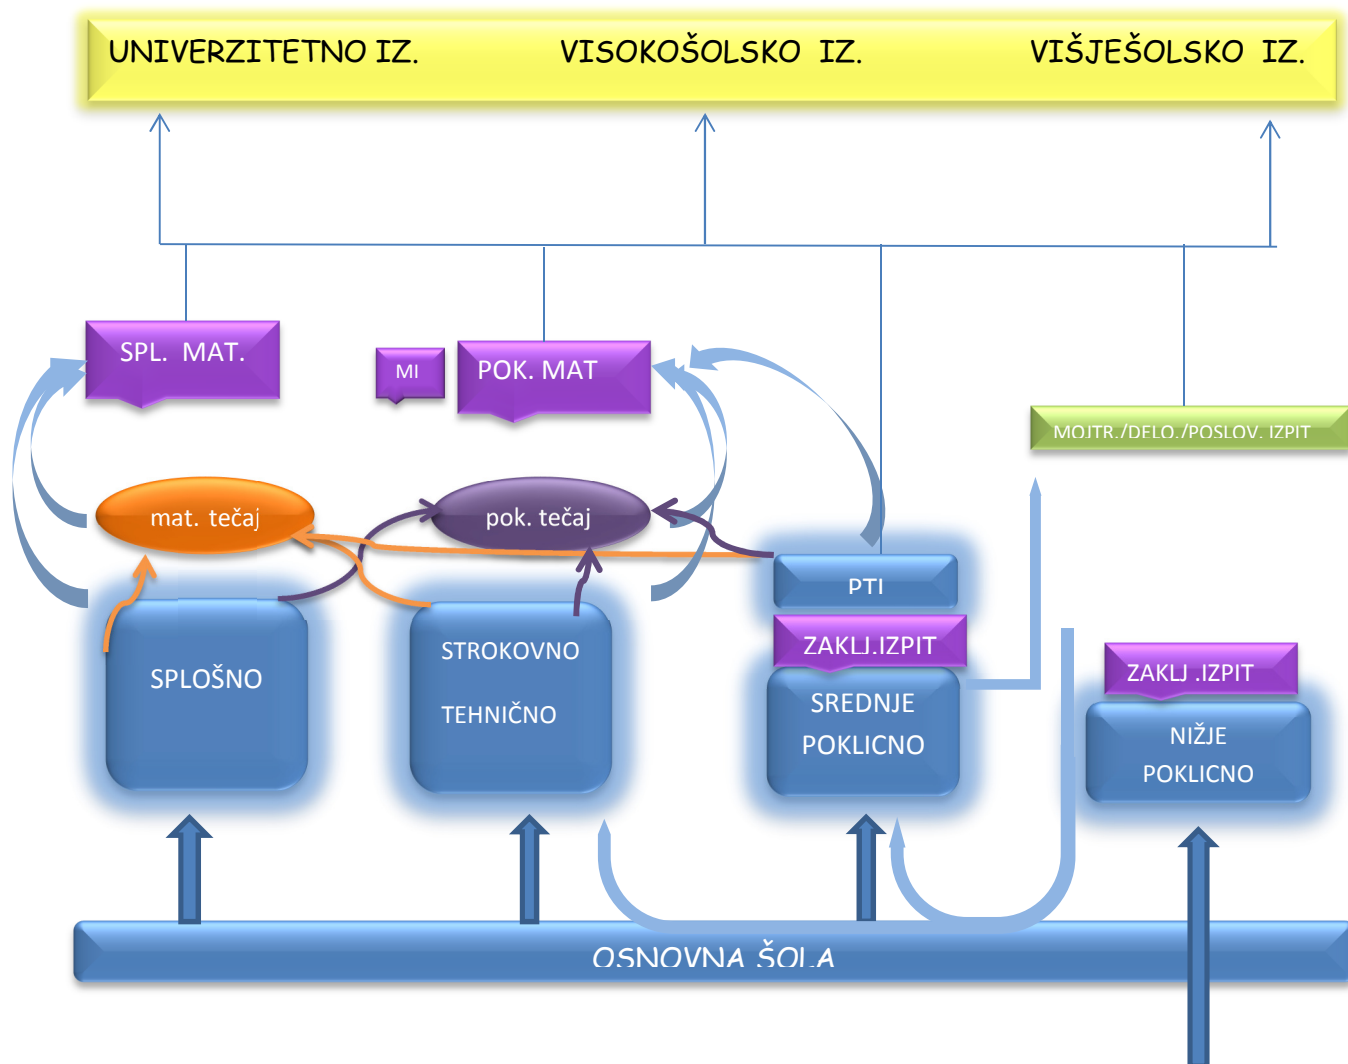 UNIVERZITETNO IZ. VISOKOŠOLSKO IZ. VIŠJEŠOLSKO IZ.
SPL. MAT.
MI
POK. MAT
MOJTR./DELO./POSLOV. IZPIT
mat. tečaj
pok. tečaj
PTI
ZAKLJ.IZPIT
ZAKLJ .IZPIT
SPLOŠNO
STROKOVNO
TEHNIČNO
SREDNJE
POKLICNO
NIŽJE
POKLICNO
OSNOVNA ŠOLA